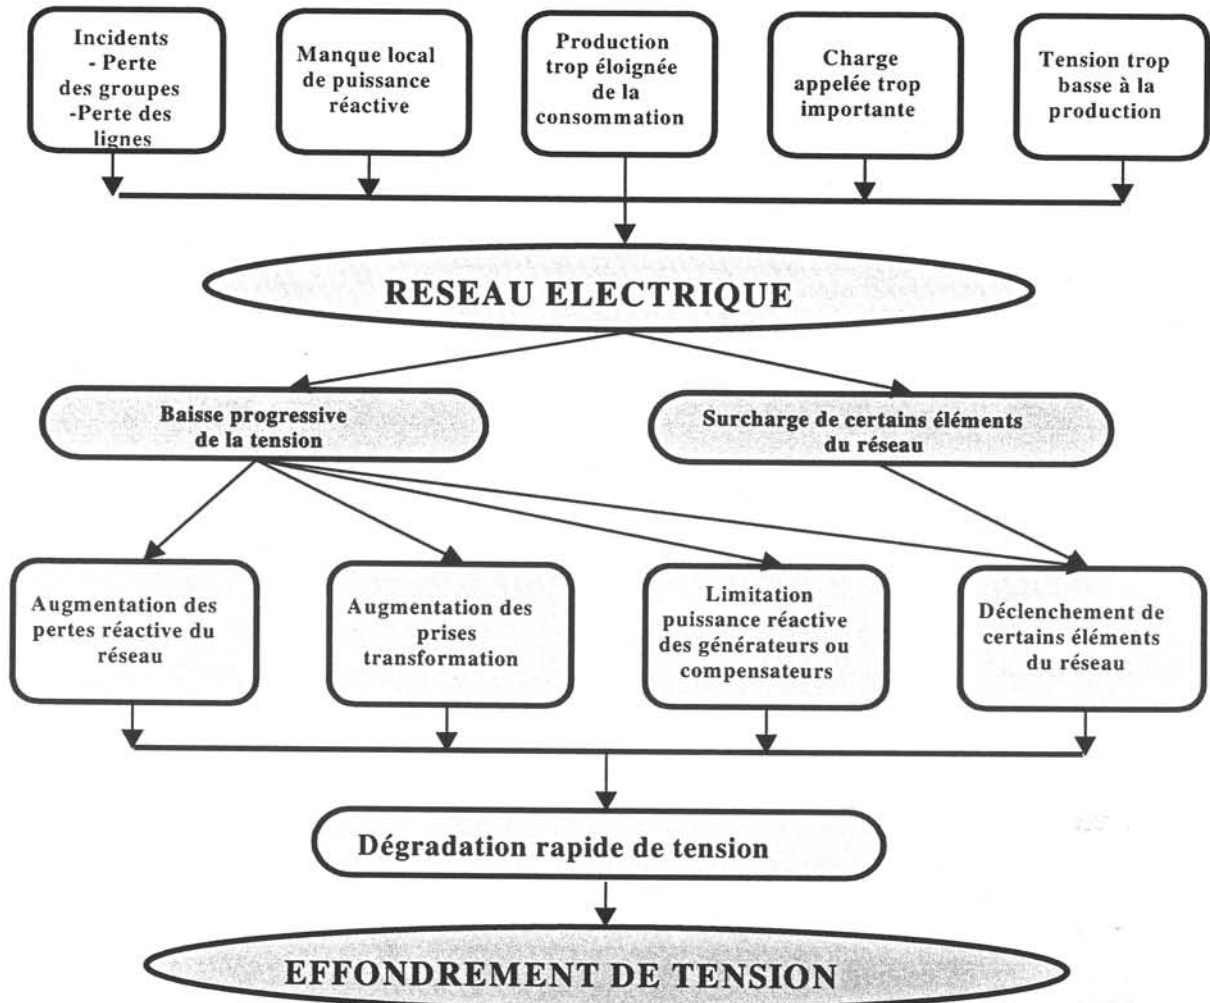 Incidents
- Perte
des groupes
-Perte des
lignes
Manque local
de puissance
réactive
Production
trop éloignée
de la
consommation
Charge
appelée trop
importante
Tension trop
basse à la
production
RESEAU ELECTRIQUE
Baisse progressive
de la tension
Surcharge de certains éléments
du réseau
Augmentation des
pertes réactive du
réseau
Augmentation des
prises
transformation
Limitation
puissance réactive
des générateurs ou
compensateurs
Déclenchement de
certains éléments
du réseau
Dégradation rapide de tension
EFFONDREMENT DE TENSION